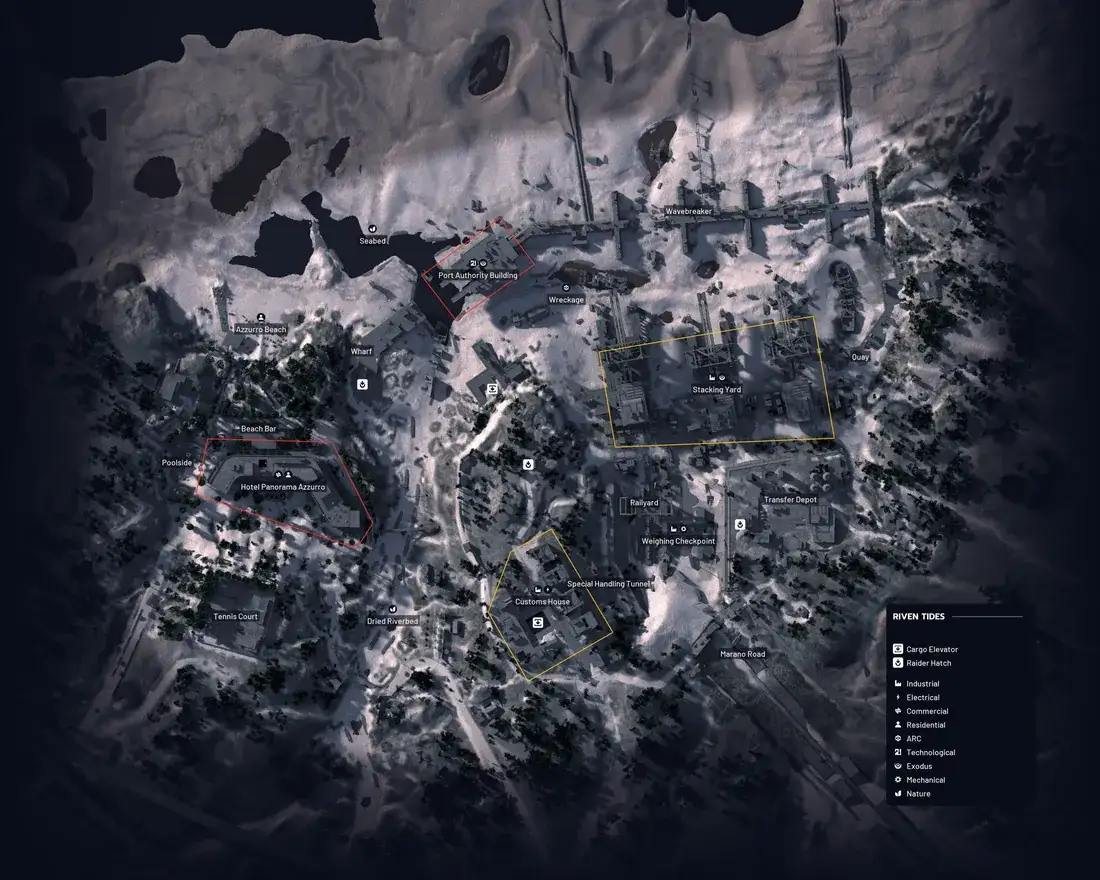 Wavebreaker
Seabed
Port Authority Building
Wreckage
Azzurro Beach
Wharf
Quay
Stacking Yard
Beach Bar
Poolside
Hotel Panorama Azzurro
Railyard
Transfer Depot
Weighing Checkpoint
Special Handling Tunnel
Customs House
Tennis Court
Dried Riverbed
Marano Road
RIVEN TIDES
Cargo Elevator
Raider Hatch
Industrial
Electrical
Commercial
Residential
ARC
Technological
Exodus
Mechanical
Nature